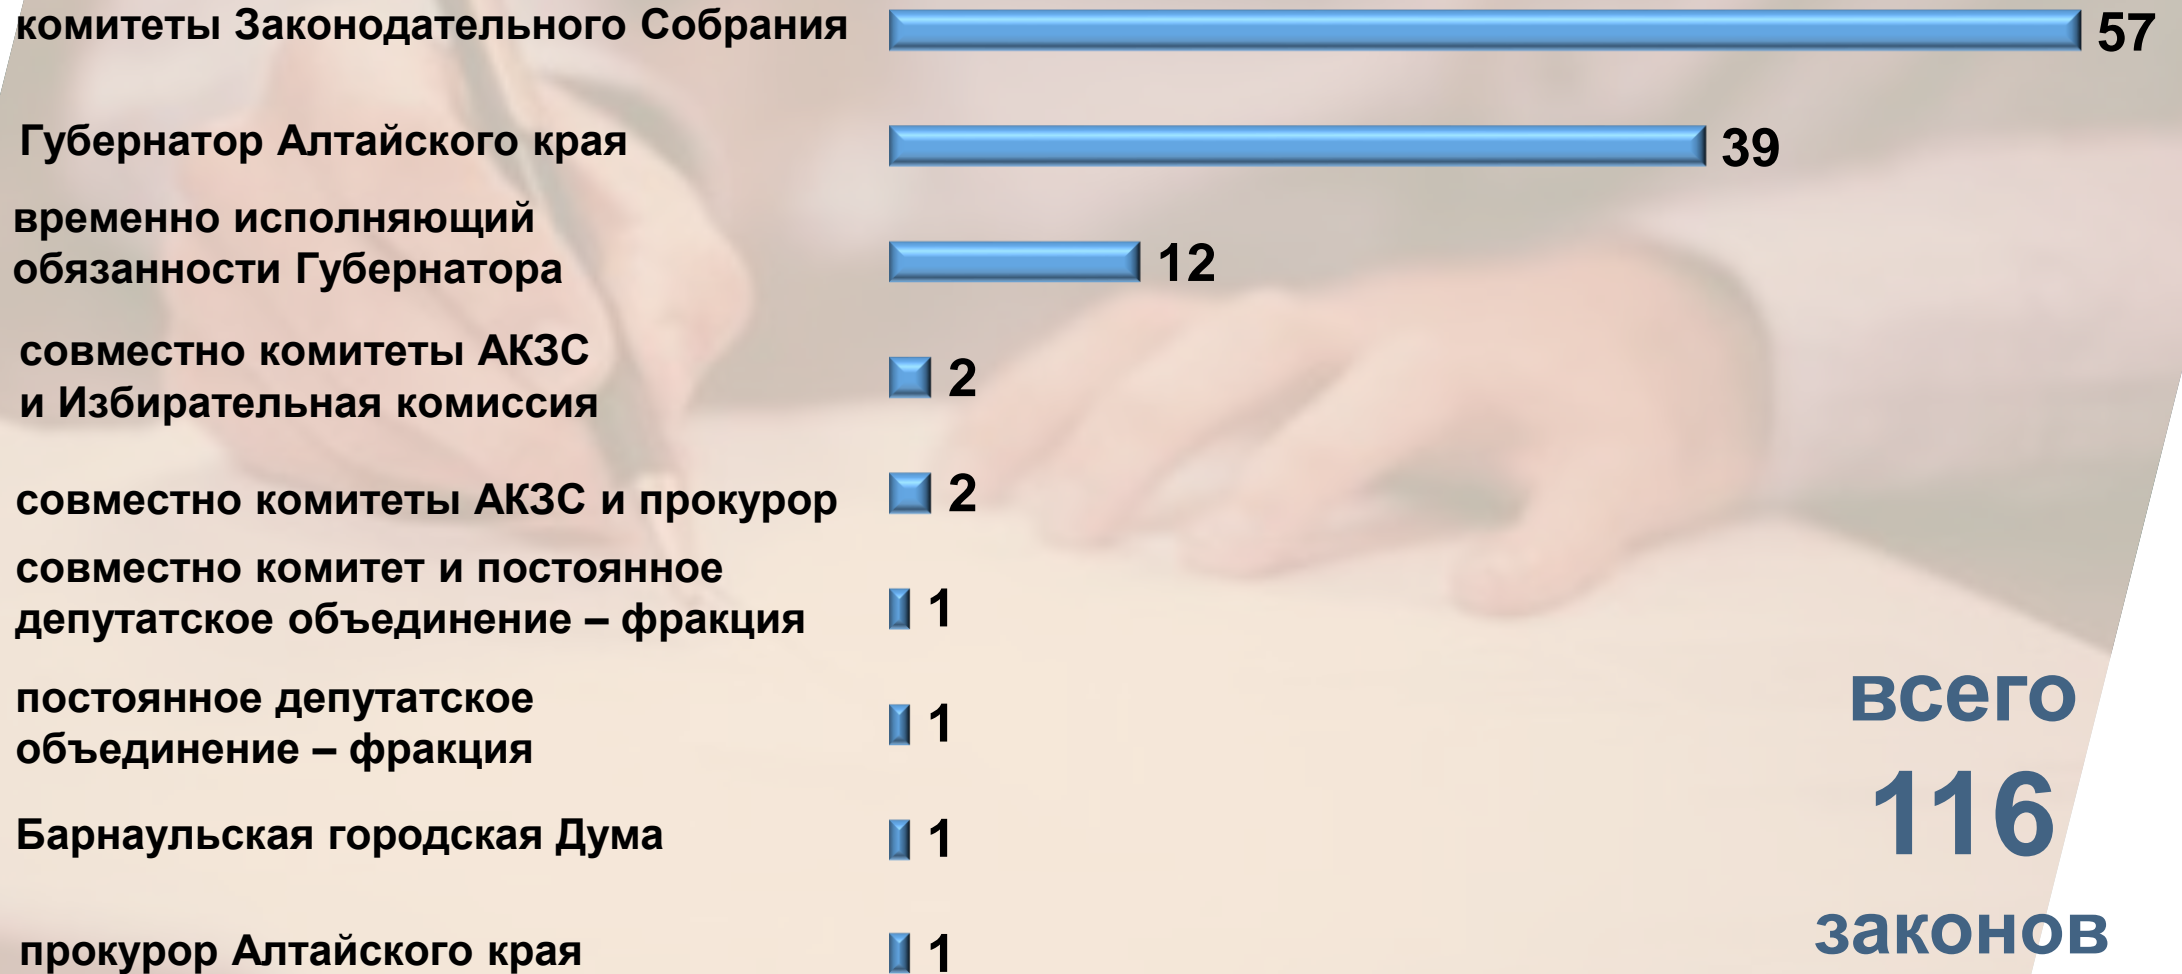 комитеты Законодательного Собрания 57
Губернатор Алтайского края 39
временно исполняющий
обязанности Губернатора 12
совместно комитеты АКЗС
и Избирательная комиссия 2
совместно комитеты АКЗС и прокурор 2
совместно комитет и постоянное
депутатское объединение – фракция 1
постоянное депутатское
объединение – фракция 1
Барнаульская городская Дума 1
прокурор Алтайского края 1
всего
116
законов